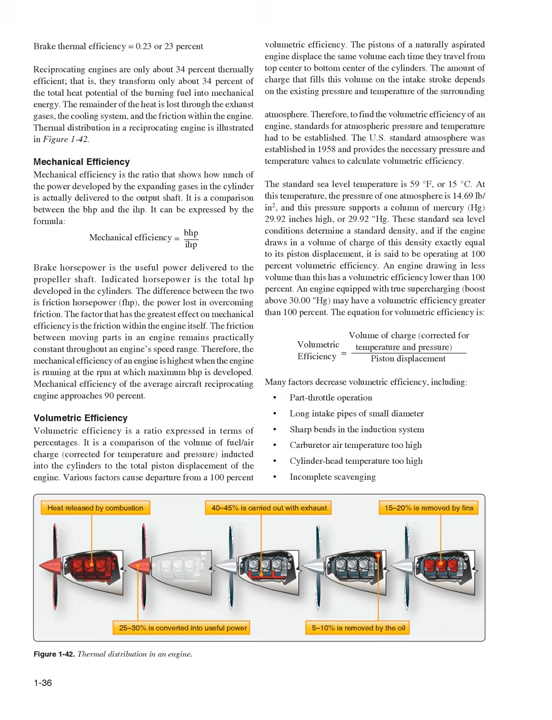 Brake thermal efficiency = 0.23 or 23 percent
Reciprocating engines are only about 34 percent thermally
efficient; that is, they transform only about 34 percent of
the total heat potential of the burning fuel into mechanical
energy. The remainder of the heat is lost through the exhaust
gases, the cooling system, and the friction within the engine.
Thermal distribution in a reciprocating engine is illustrated
in Figure 1-42.
Mechanical Efficiency
Mechanical efficiency is the ratio that shows how much of
the power developed by the expanding gases in the cylinder
is actually delivered to the output shaft. It is a comparison
between the bhp and the ihp. It can be expressed by the
formula:
Mechanical efficiency = bhp
ihp
Brake horsepower is the useful power delivered to the
propeller shaft. Indicated horsepower is the total hp
developed in the cylinders. The difference between the two
is friction horsepower (fhp), the power lost in overcoming
friction. The factor that has the greatest effect on mechanical
efficiency is the friction within the engine itself. The friction
between moving parts in an engine remains practically
constant throughout an engine's speed range. Therefore, the
mechanical efficiency of an engine is highest when the engine
is running at the rpm at which maximum bhp is developed.
Mechanical efficiency of the average aircraft reciprocating
engine approaches 90 percent.
Volumetric Efficiency
Volumetric efficiency is a ratio expressed in terms of
percentages. It is a comparison of the volume of fuel/air
charge (corrected for temperature and pressure) inducted
into the cylinders to the total piston displacement of the
engine. Various factors cause departure from a 100 percent
volumetric efficiency. The pistons of a naturally aspirated
engine displace the same volume each time they travel from
top center to bottom center of the cylinders. The amount of
charge that fills this volume on the intake stroke depends
on the existing pressure and temperature of the surrounding
atmosphere. Therefore, to find the volumetric efficiency of an
engine, standards for atmospheric pressure and temperature
had to be established. The U.S. standard atmosphere was
established in 1958 and provides the necessary pressure and
temperature values to calculate volumetric efficiency.
The standard sea level temperature is 59 °F, or 15 °C. At
this temperature, the pressure of one atmosphere is 14.69 lb/
in², and this pressure supports a column of mercury (Hg)
29.92 inches high, or 29.92 "Hg. These standard sea level
conditions determine a standard density, and if the engine
draws in a volume of charge of this density exactly equal
to its piston displacement, it is said to be operating at 100
percent volumetric efficiency. An engine drawing in less
volume than this has a volumetric efficiency lower than 100
percent. An engine equipped with true supercharging (boost
above 30.00 "Hg) may have a volumetric efficiency greater
than 100 percent. The equation for volumetric efficiency is:
Volumetric
Efficiency = Volume of charge (corrected for
temperature and pressure)
Piston displacement
Many factors decrease volumetric efficiency, including:
• Part-throttle operation
• Long intake pipes of small diameter
• Sharp bends in the induction system
• Carburetor air temperature too high
• Cylinder-head temperature too high
• Incomplete scavenging
Heat released by combustion
40–45% is carried out with exhaust
15–20% is removed by fins
25–30% is converted into useful power
5–10% is removed by the oil
Figure 1-42. Thermal distribution in an engine.
1-36